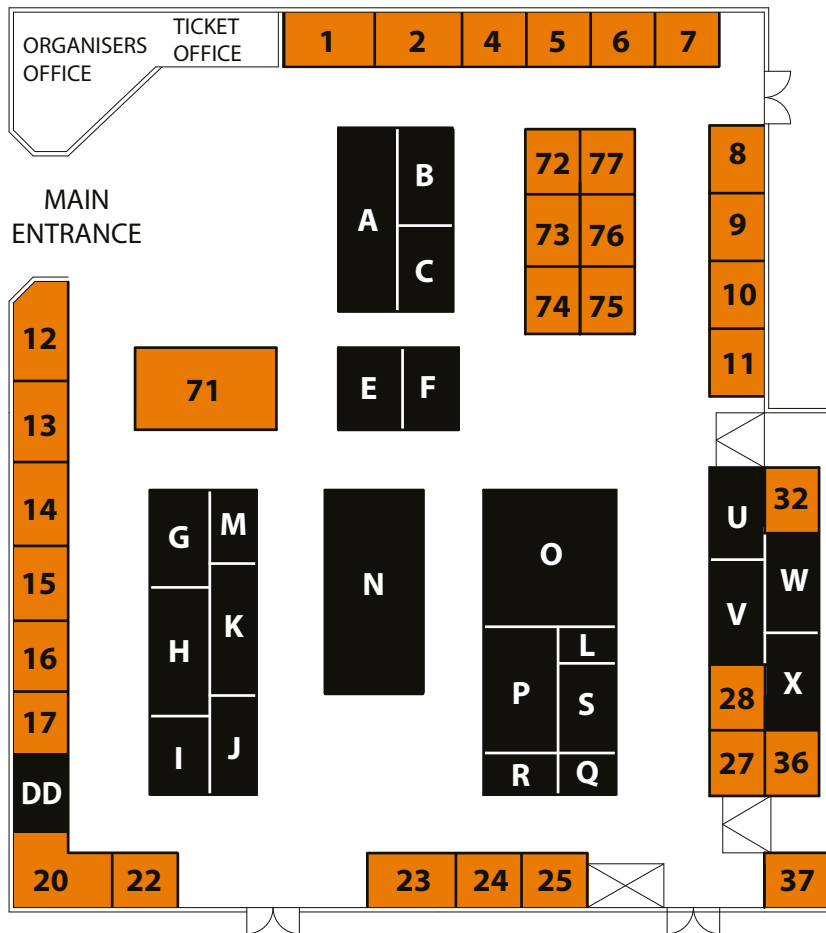 ORGANISERS
OFFICE
TICKET
OFFICE
1
2
4
5
6
7
MAIN
ENTRANCE
A
B
C
72
77
73
76
74
75
8
9
10
11
12
13
14
15
16
17
DD
20
22
71
E
F
G
M
H
K
I
J
N
O
L
P
S
R
Q
U
32
V
W
X
28
27
36
23
24
25
37